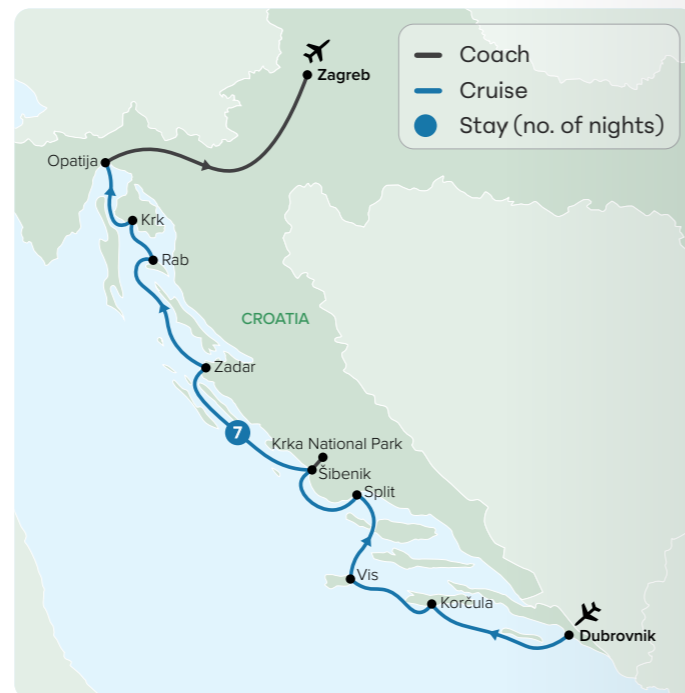 Zagreb
Coach
Cruise
Stay (no. of nights)
Opatija
Krk
Rab
CROATIA
Zadar
7
Krka National Park
Šibenik
Split
Vis
Korčula
Dubrovnik